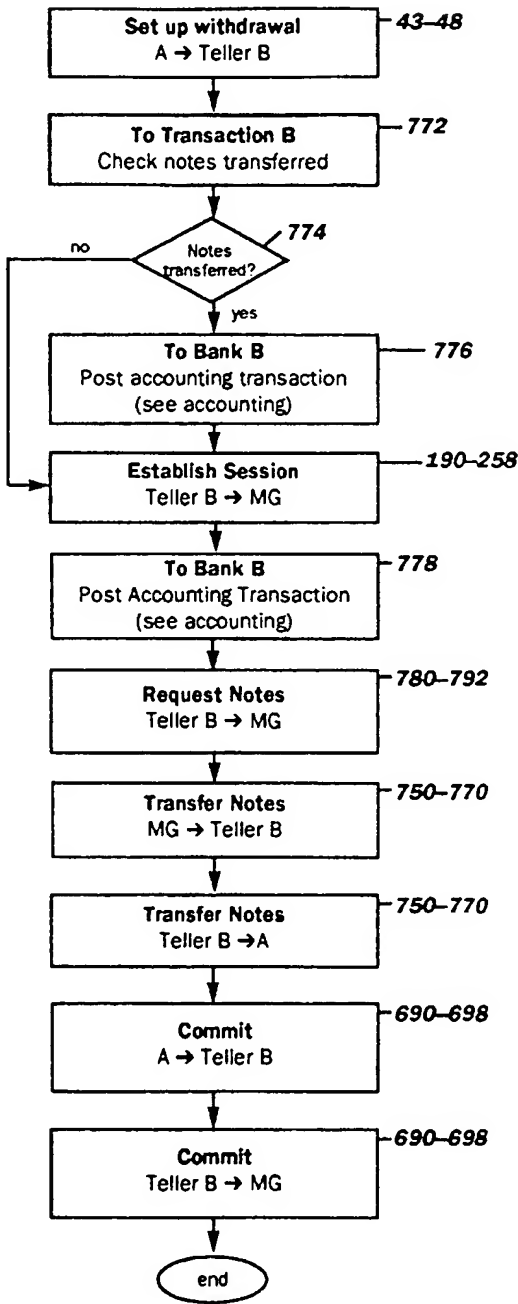 Set up withdrawal
A → Teller B
43–48
To Transaction B
Check notes transferred
772
Notes
transferred?
774
no
yes
To Bank B
Post accounting transaction
(see accounting)
776
Establish Session
Teller B → MG
190–258
To Bank B
Post Accounting Transaction
(see accounting)
778
Request Notes
Teller B → MG
780–792
Transfer Notes
MG → Teller B
750–770
Transfer Notes
Teller B →A
750–770
Commit
A → Teller B
690–698
Commit
Teller B → MG
690–698
end